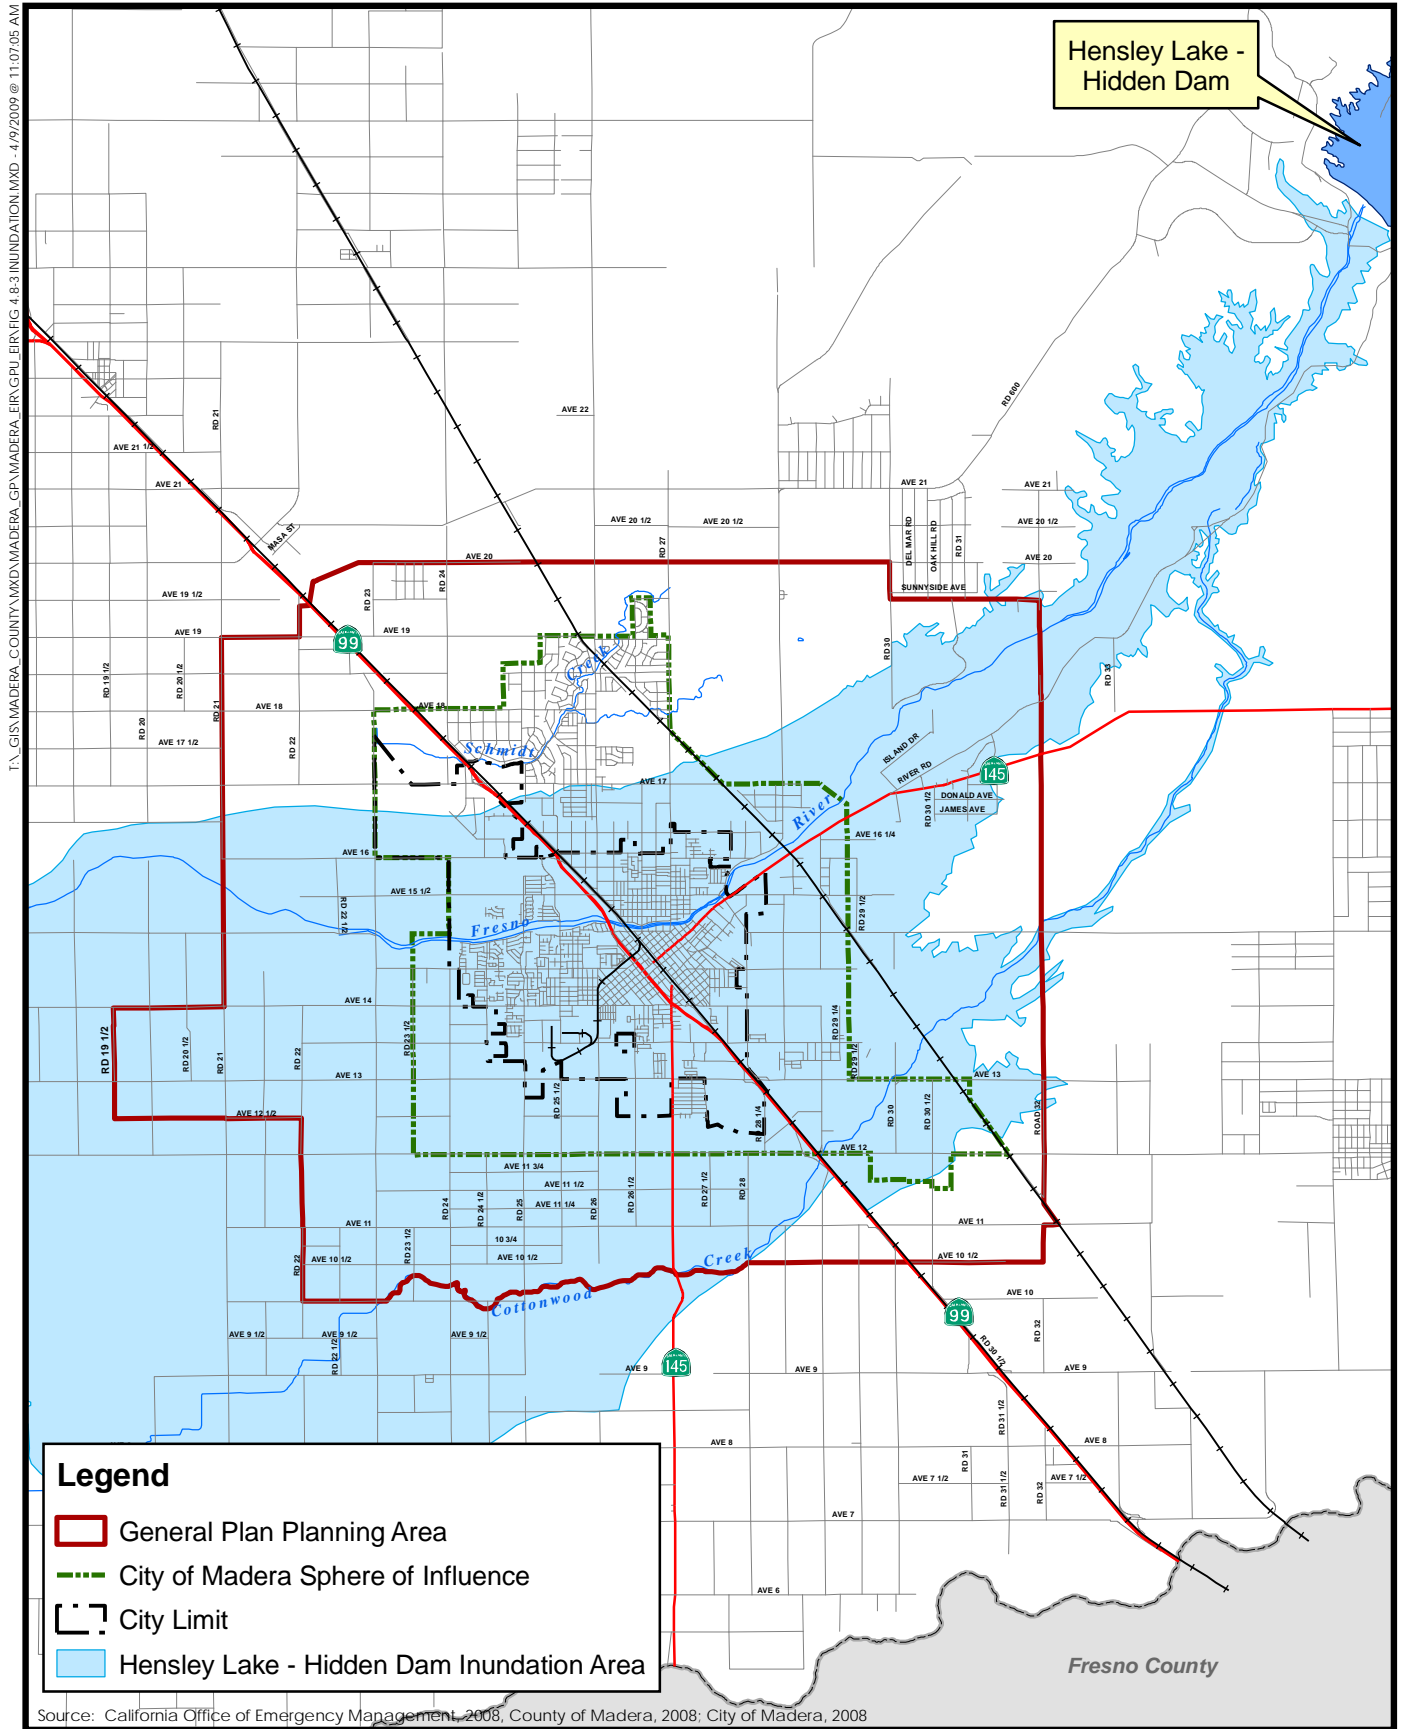 T:\_GIS\MADERA_COUNTY\MXD\MADERA_GP\MADERA_EIR\GPU_EIR\FIG 4.8-3 INUNDATION.MXD - 4/9/2009 @ 11:07:05 AM
Hensley Lake -
Hidden Dam
RD 600
AVE 22
RD 21
AVE 21 1/2
AVE 21
AVE 21
AVE 21
MASA ST
AVE 20 1/2
AVE 20 1/2
AVE 20 1/2
RD 27
DEL MAR RD
OAK HILL RD
RD 31
AVE 20
AVE 20
SUNNYSIDE AVE
RD 24
RD 23
AVE 19 1/2
AVE 19
99
AVE 19
RD 30
RD 33
Creek
RD 19 1/2
RD 20 1/2
RD 21
AVE 18
AVE 18
RD 20
RD 22
AVE 17 1/2
Schmidt
ISLAND DR
RIVER RD
145
AVE 17
DONALD AVE
JAMES AVE
RD 30 1/2
River
AVE 16 1/4
AVE 16
AVE 15 1/2
RD 22 1/2
RD 29 1/2
Fresno
AVE 14
RD 19 1/2
RD 20 1/2
RD 21
RD 22
RD 23 1/2
RD 29 1/4
RD 29 1/2
AVE 13
AVE 13
RD 25 1/2
RD 28 1/4
RD 30
RD 30 1/2
ROAD 32
AVE 12 1/2
AVE 12
AVE 11 3/4
AVE 11 1/2
AVE 11 1/4
RD 24
RD 24 1/2
RD 25
RD 26
RD 26 1/2
RD 27 1/2
RD 28
AVE 11
AVE 11
RD 23 1/2
10 3/4
RD 22
AVE 10 1/2
AVE 10 1/2
Creek
AVE 10 1/2
Cottonwood
AVE 10
99
RD 32
RD 30 1/2
AVE 9 1/2
AVE 9 1/2
AVE 9 1/2
RD 22 1/2
AVE 9
145
AVE 9
AVE 9
RD 31 1/2
AVE 8
AVE 8
RD 31
AVE 7 1/2
RD 31 1/2
RD 32
AVE 7 1/2
AVE 7
AVE 6
Legend
General Plan Planning Area
City of Madera Sphere of Influence
City Limit
Hensley Lake - Hidden Dam Inundation Area
Fresno County
Source: California Office of Emergency Management, 2008, County of Madera, 2008; City of Madera, 2008